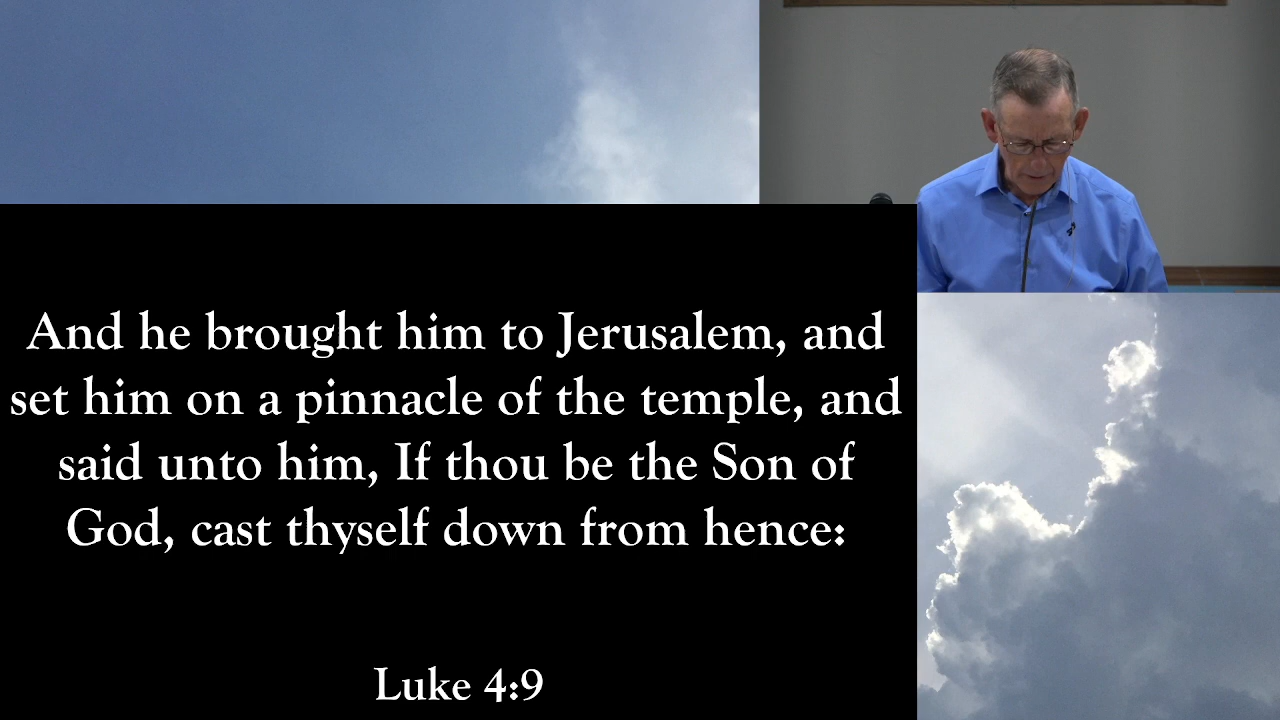 And he brought him to Jerusalem, and
set him on a pinnacle of the temple, and
said unto him, If thou be the Son of
God, cast thyself down from hence:
Luke 4:9